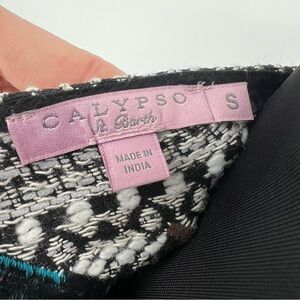 CALYPSO
St. Barth
S
MADE IN
INDIA